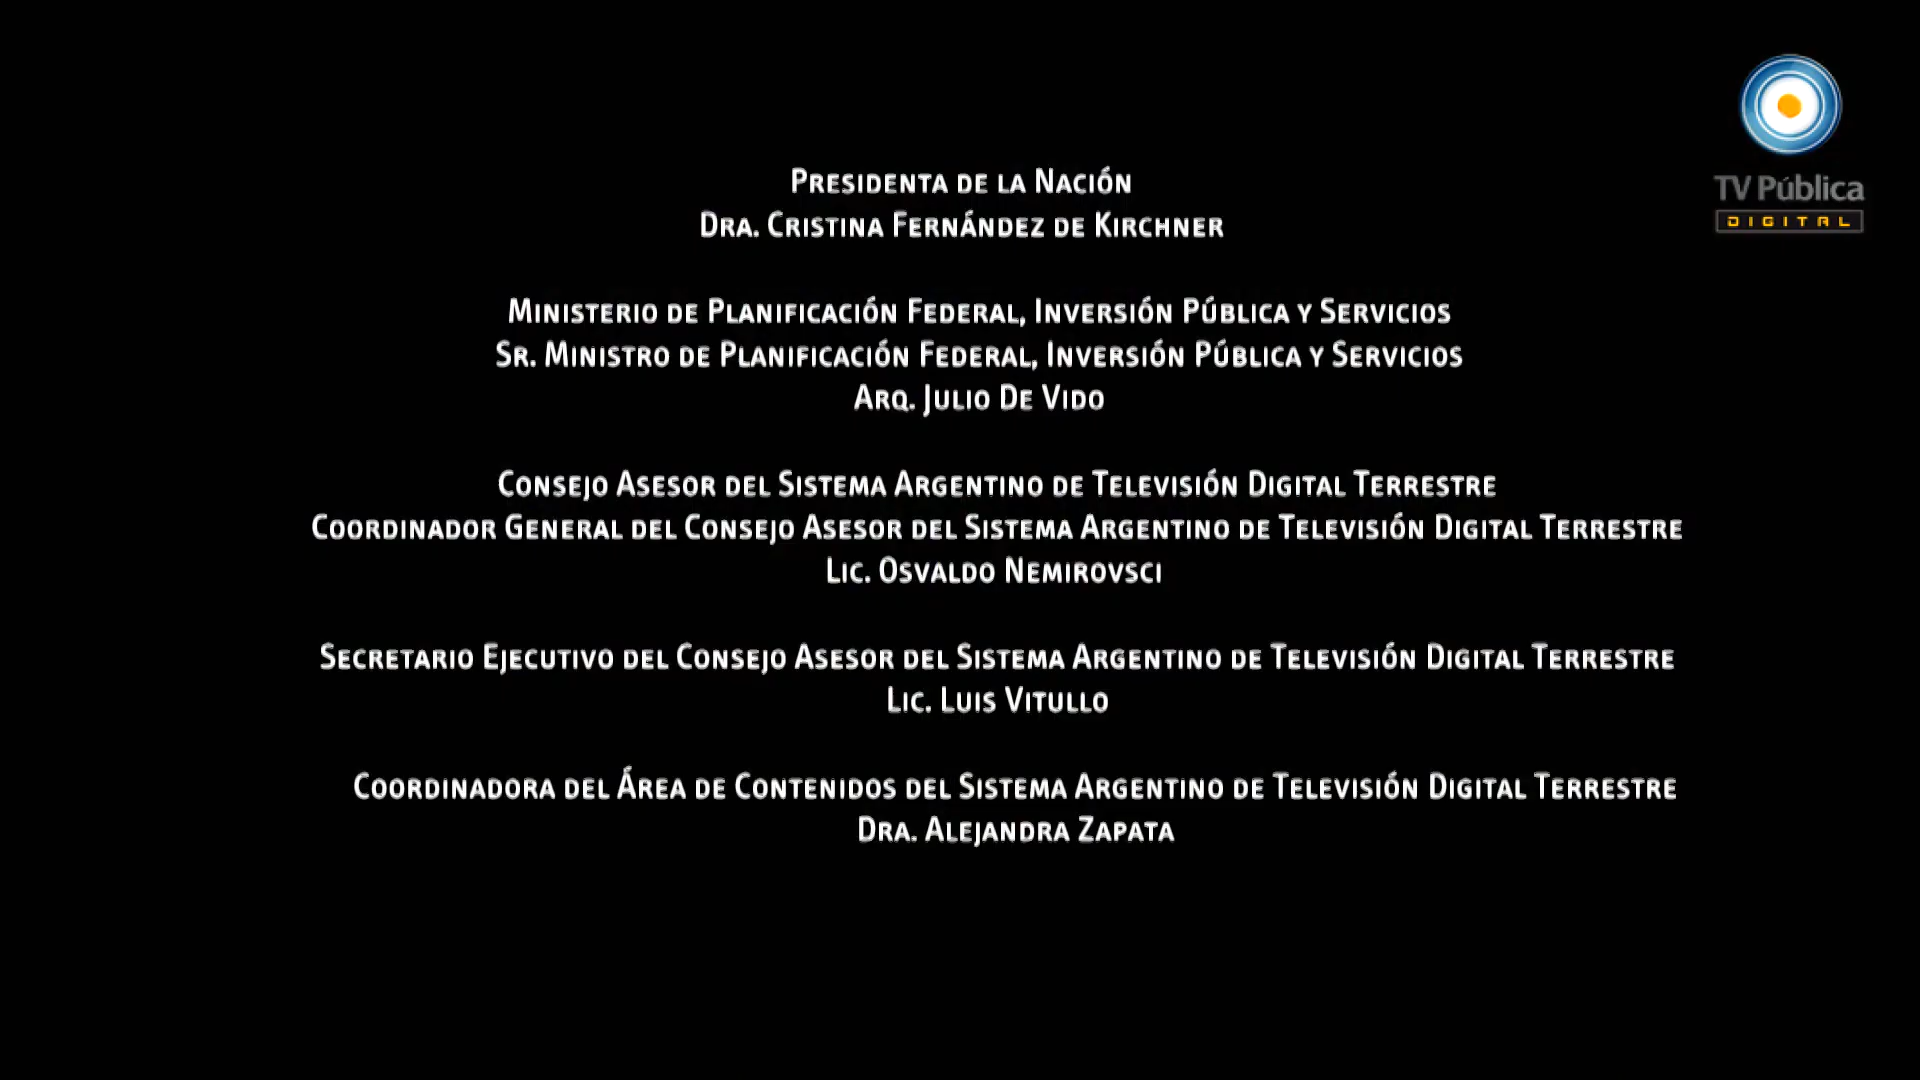 Presidenta de la Nación
Dra. Cristina Fernández de Kirchner
Ministerio de Planificación Federal, Inversión Pública y Servicios
Sr. Ministro de Planificación Federal, Inversión Pública y Servicios
Arq. Julio De Vido
Consejo Asesor del Sistema Argentino de Televisión Digital Terrestre
Coordinador General del Consejo Asesor del Sistema Argentino de Televisión Digital Terrestre
Lic. Osvaldo Nemirovsci
Secretario Ejecutivo del Consejo Asesor del Sistema Argentino de Televisión Digital Terrestre
Lic. Luis Vitullo
Coordinadora del Área de Contenidos del Sistema Argentino de Televisión Digital Terrestre
Dra. Alejandra Zapata
TV Pública
DIGITAL